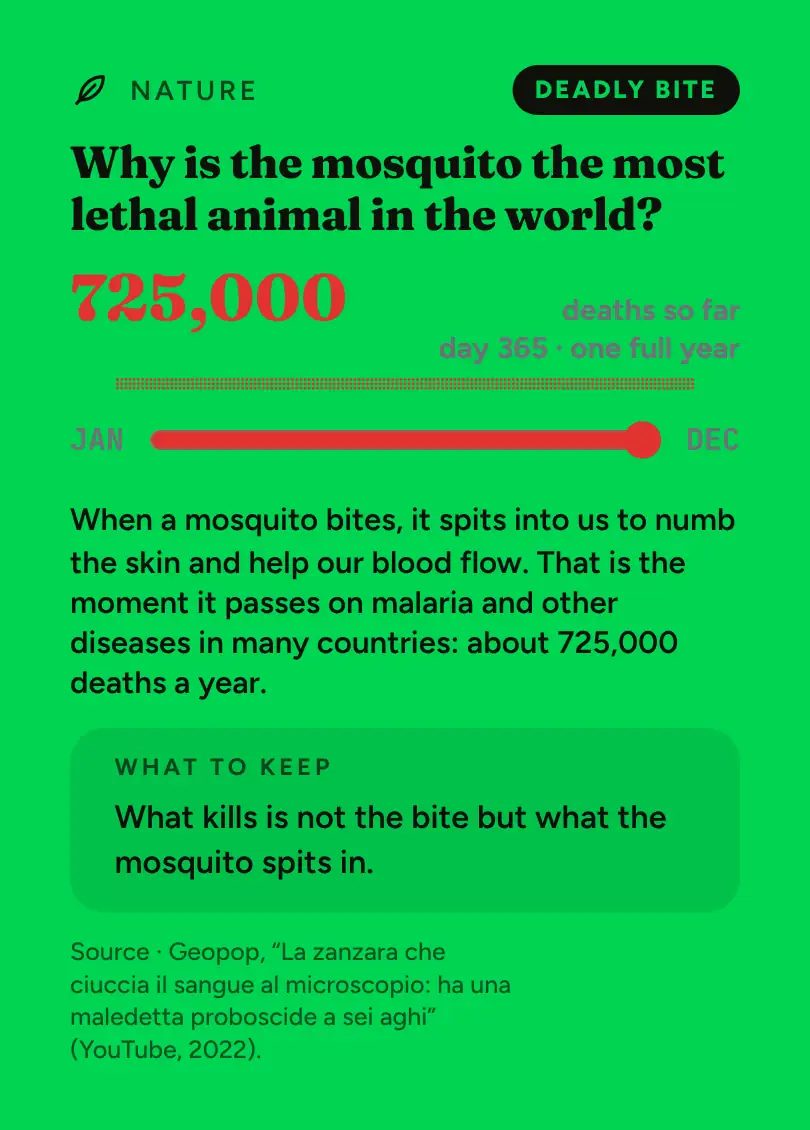 NATURE
DEADLY BITE
Why is the mosquito the most
lethal animal in the world?
725,000
deaths so far
day 365 · one full year
JAN
DEC
When a mosquito bites, it spits into us to numb
the skin and help our blood flow. That is the
moment it passes on malaria and other
diseases in many countries: about 725,000
deaths a year.
WHAT TO KEEP
What kills is not the bite but what the
mosquito spits in.
Source · Geopop, “La zanzara che
ciuccia il sangue al microscopio: ha una
maledetta proboscide a sei aghi”
(YouTube, 2022).